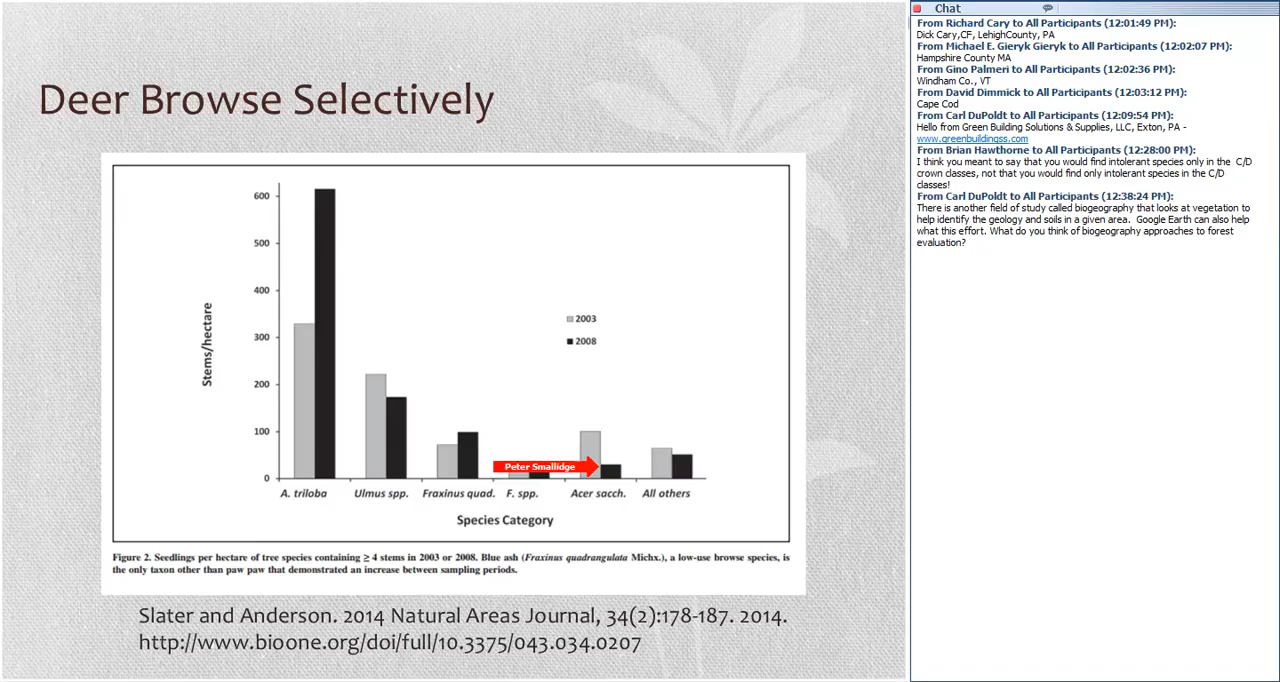 Deer Browse Selectively
600
500
400
300
200
100
0
Stems/hectare
2003
2008
Peter Smallidge
A. triloba Ulmus spp. Fraxinus quad. F. spp. Acer sacch. All others
Species Category
Figure 2. Seedlings per hectare of tree species containing ≥ 4 stems in 2003 or 2008. Blue ash (Fraxinus quadrangulata Michx.), a low-use browse species, is
the only taxon other than paw paw that demonstrated an increase between sampling periods.
Slater and Anderson. 2014 Natural Areas Journal, 34(2):178-187. 2014.
http://www.bioone.org/doi/full/10.3375/043.034.0207
Chat
From Richard Cary to All Participants (12:01:49 PM):
Dick Cary,CF, LehighCounty, PA
From Michael E. Gieryk Gieryk to All Participants (12:02:07 PM):
Hampshire County MA
From Gino Palmeri to All Participants (12:02:36 PM):
Windham Co., VT
From David Dimmick to All Participants (12:03:12 PM):
Cape Cod
From Carl DuPoldt to All Participants (12:09:54 PM):
Hello from Green Building Solutions & Supplies, LLC, Exton, PA -
www.greenbuildingss.com
From Brian Hawthorne to All Participants (12:28:00 PM):
I think you meant to say that you would find intolerant species only in the C/D
crown classes, not that you would find only intolerant species in the C/D
classes!
From Carl DuPoldt to All Participants (12:38:24 PM):
There is another field of study called biogeography that looks at vegetation to
help identify the geology and soils in a given area. Google Earth can also help
what this effort. What do you think of biogeography approaches to forest
evaluation?